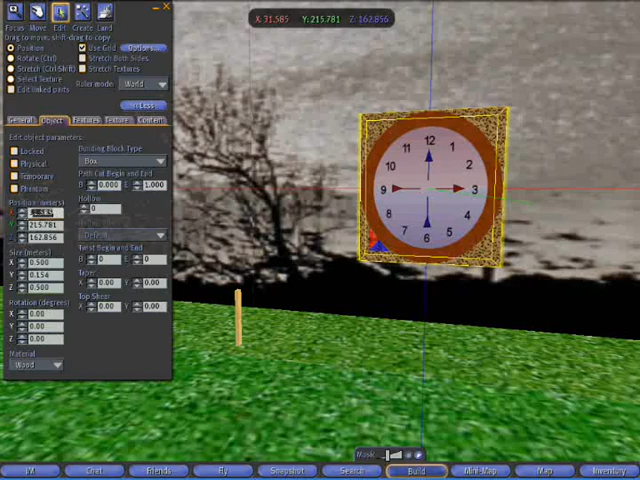 X: 31.585 Y: 215.781 Z: 162.856
Focus Move Edit Create Land
Drag to move, shift-drag to copy
Position
Use Grid Options...
Rotate (Ctrl)
Stretch Both Sides
Stretch (Ctrl-Shift)
Stretch Textures
Select Texture
Ruler mode World
Edit linked parts
Less
General Object Features Texture Content
Edit object parameters:
Locked
Physical
Temporary
Phantom
Position (meters)
X 31.585
Y 215.781
Z 162.856
Size (meters)
X 0.500
Y 0.154
Z 0.500
Rotation (degrees)
X 0.00
Y 0.00
Z 0.00
Material
Wood
Building Block Type
Box
Path Cut Begin and End
B 0.000 E 1.000
Hollow
0
Default
Twist Begin and End
B 0 E 0
Taper
X 0.00 Y 0.00
Top Shear
X 0.00 Y 0.00
12
11 1
10 2
9 3
8 4
7 5
6
Music
IM Chat Friends Fly Snapshot Search Build Mini-Map Map Inventory